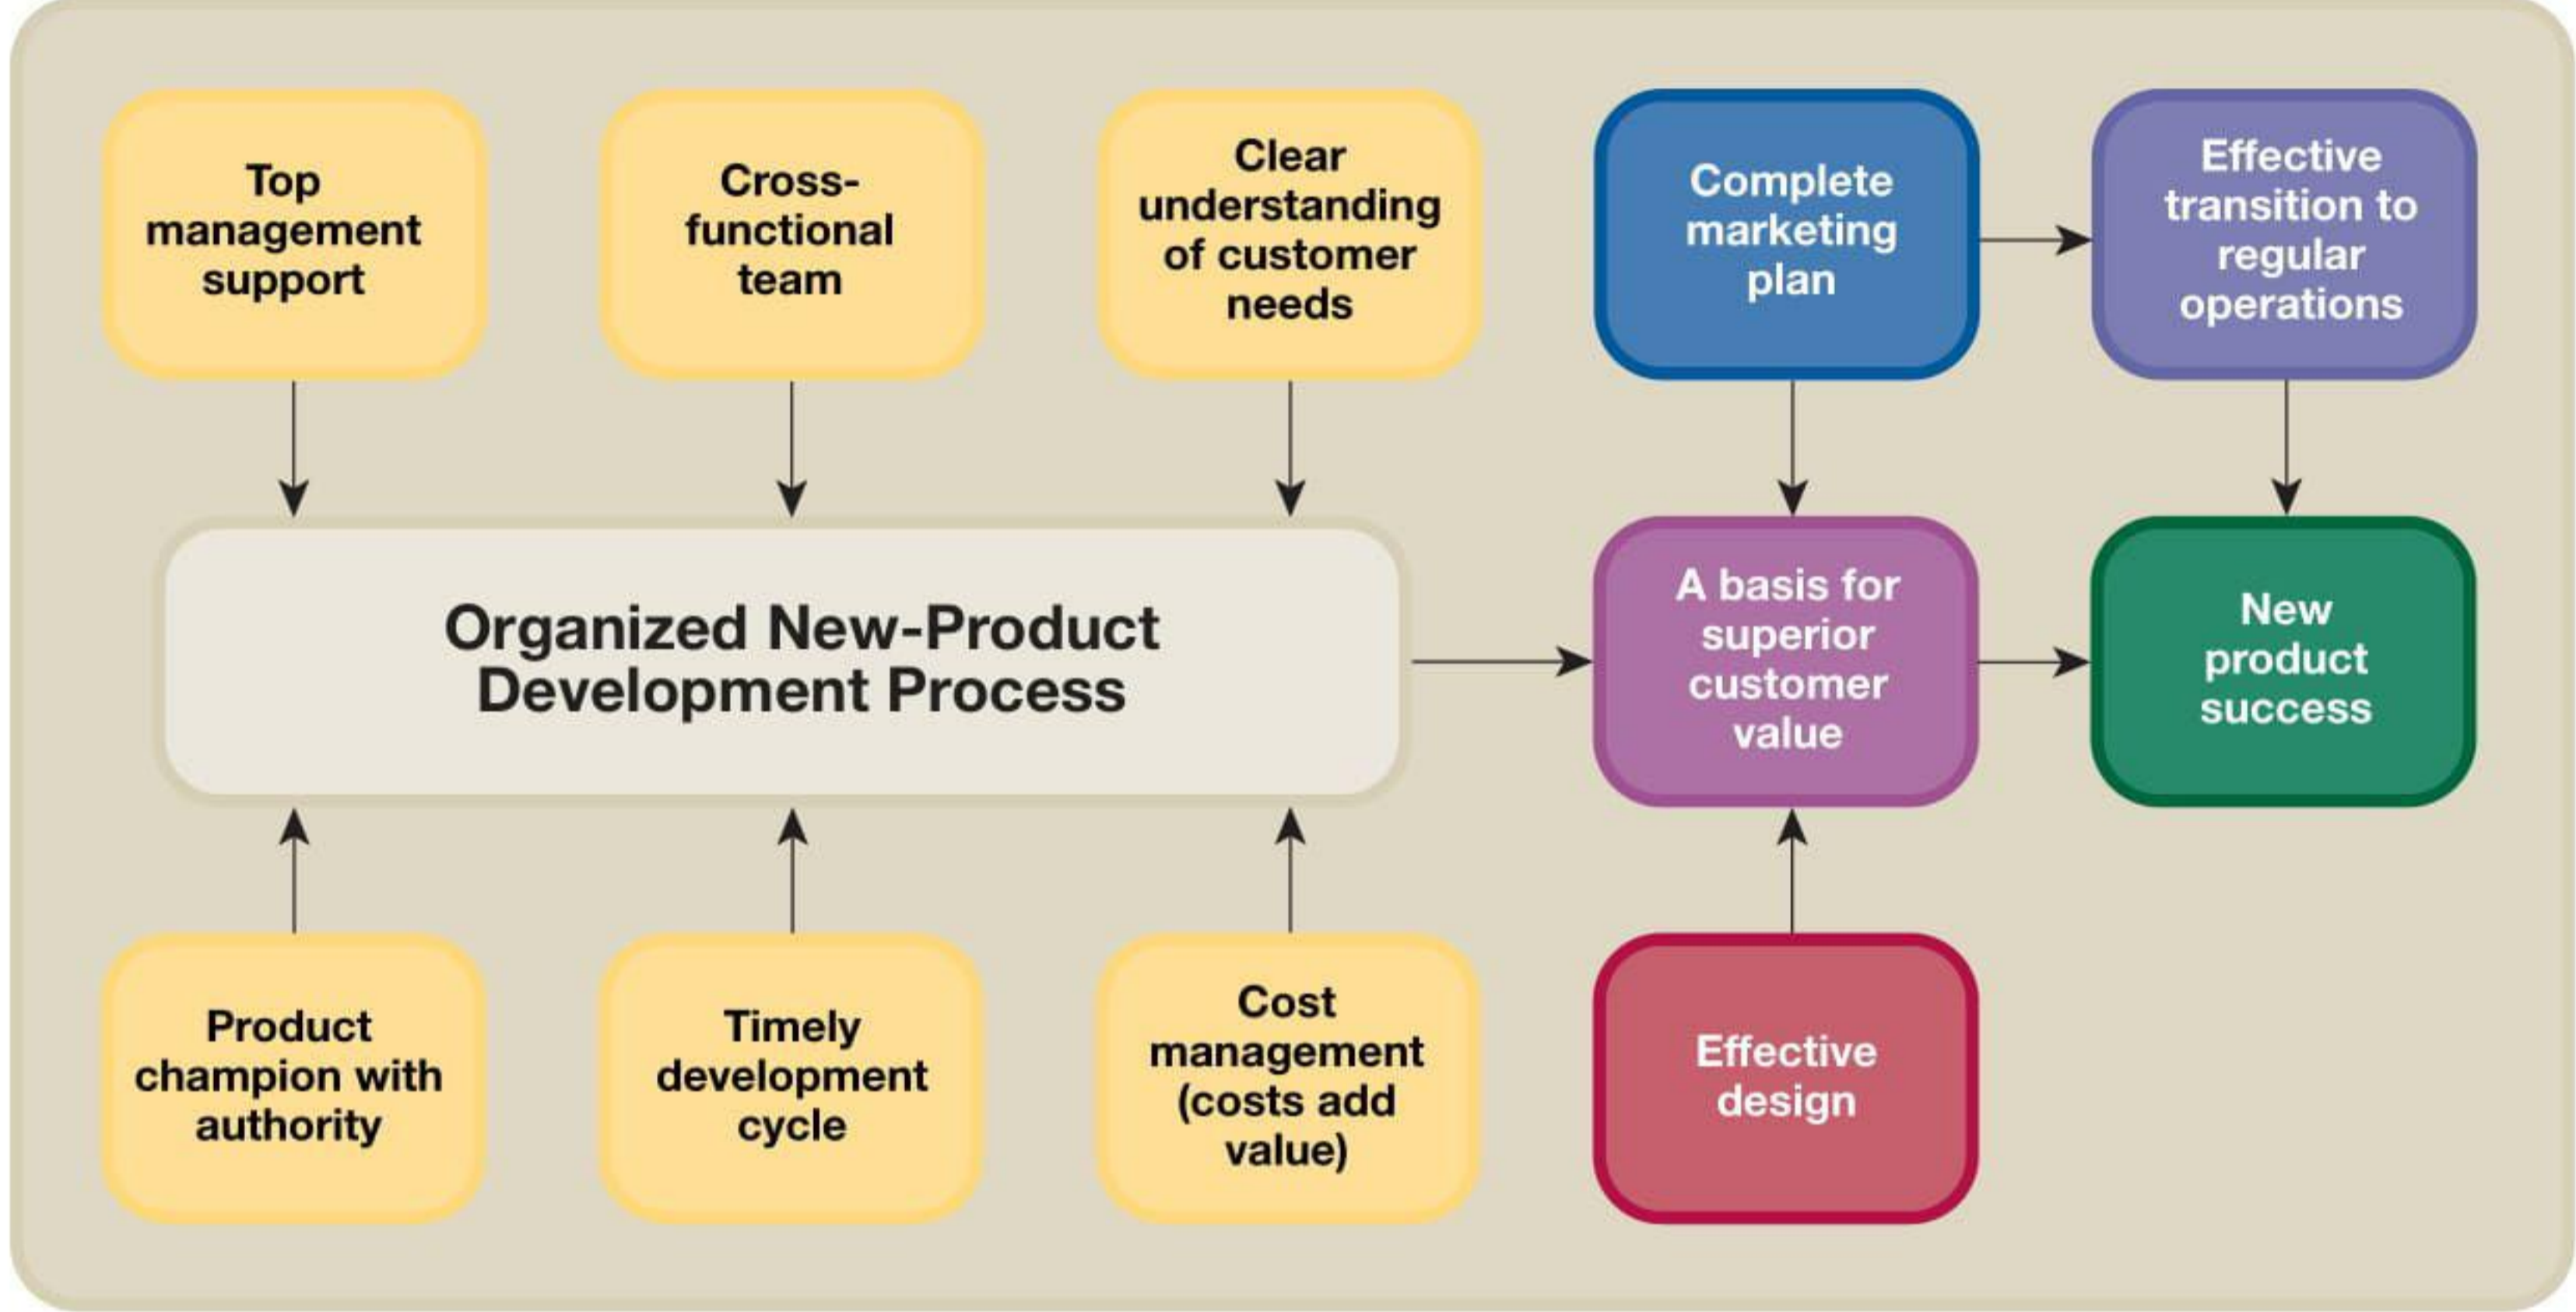 Top
management
support
Cross-
functional
team
Clear
understanding
of customer
needs
Complete
marketing
plan
Effective
transition to
regular
operations
Organized New-Product
Development Process
A basis for
superior
customer
value
New
product
success
Product
champion with
authority
Timely
development
cycle
Cost
management
(costs add
value)
Effective
design